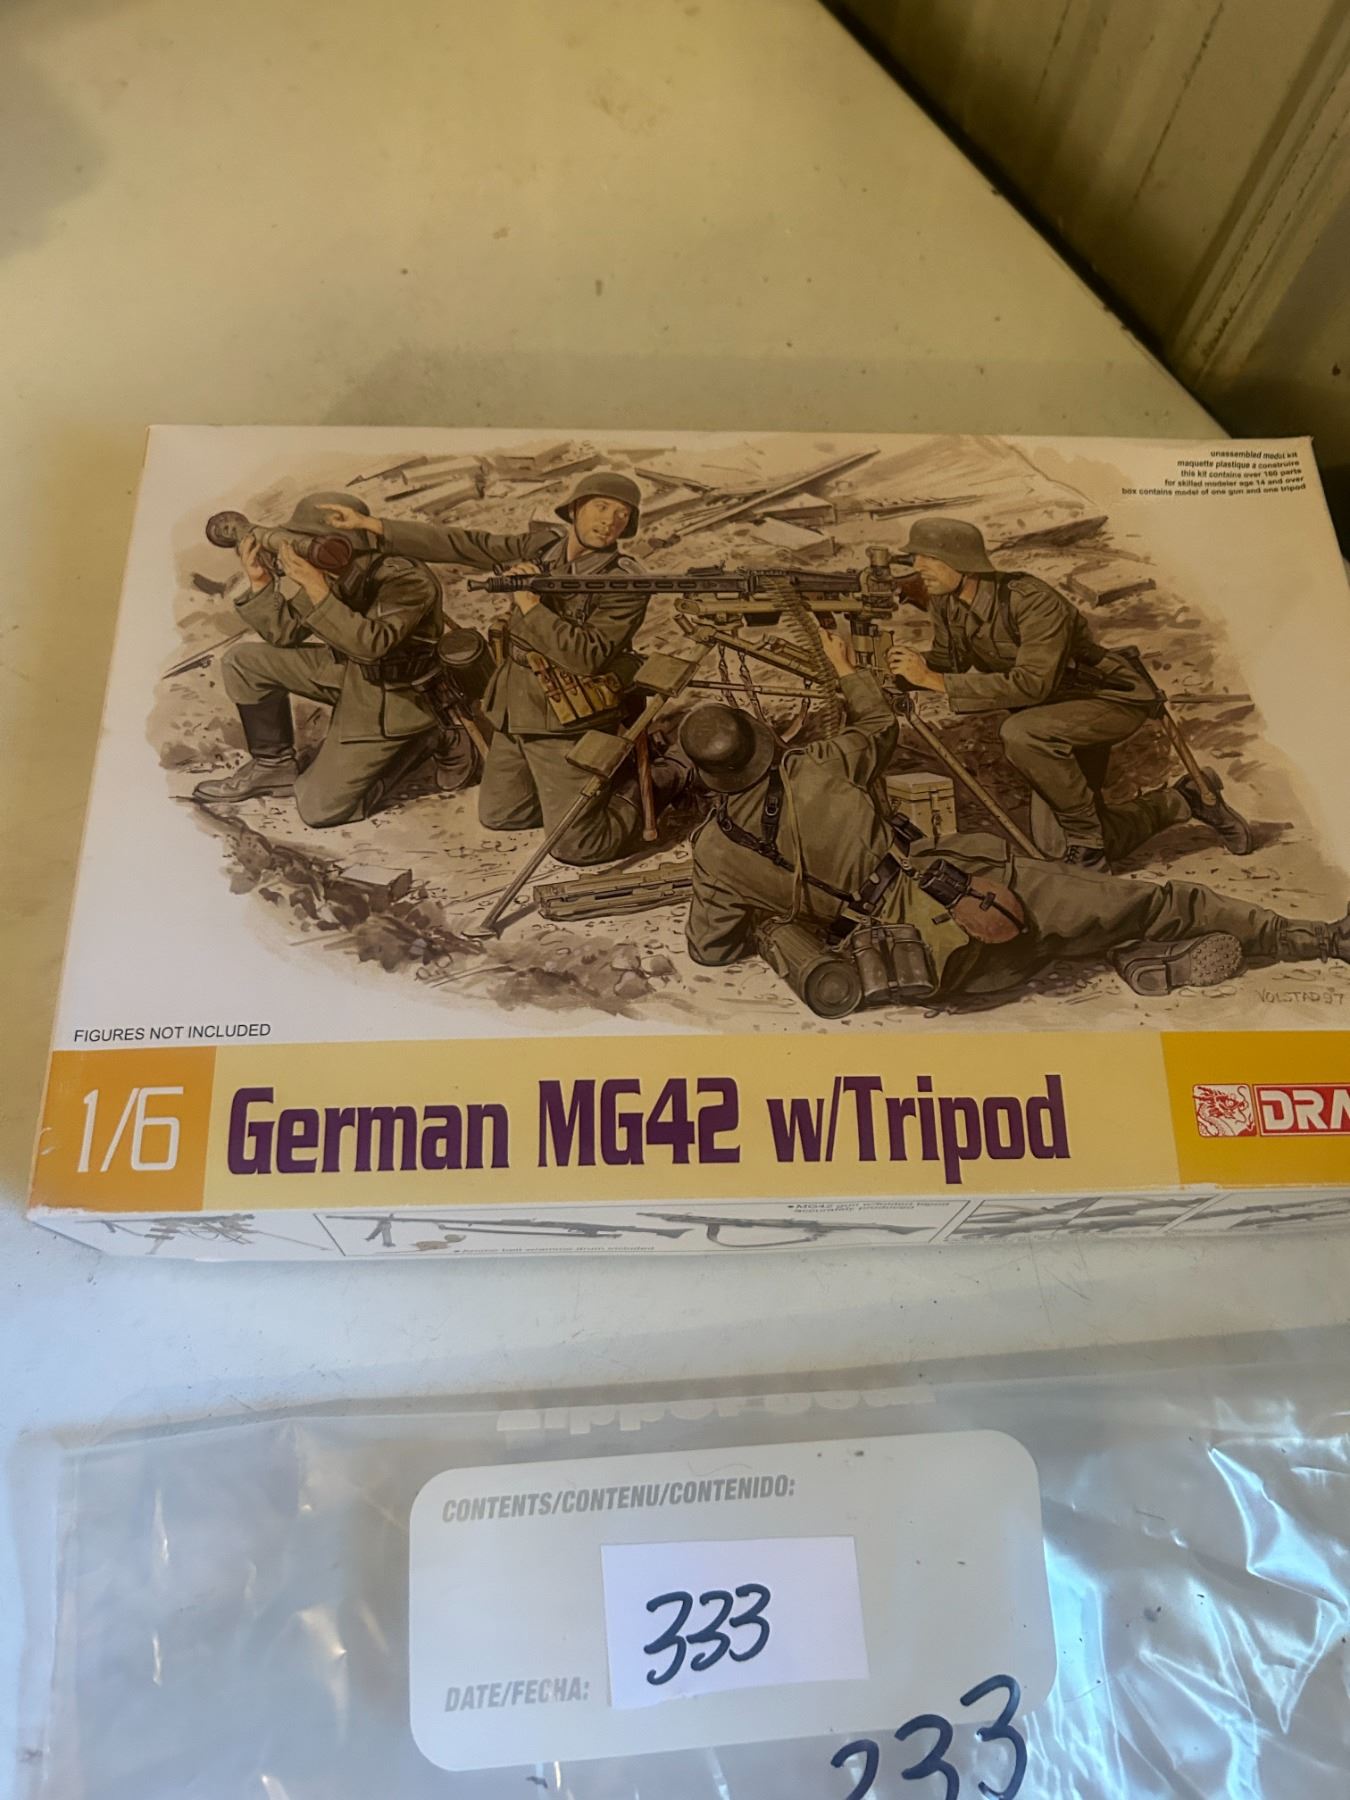 unassembled model kit
maquette plastique a construire
this kit contains over 160 parts
for skilled modeler age 14 and over
box contains model of one gun and one tripod
VOLSTAD 97
FIGURES NOT INCLUDED
1/6 German MG42 w/Tripod DRA
accurately produced
CONTENTS/CONTENU/CONTENIDO:
333
DATE/FECHA:
333